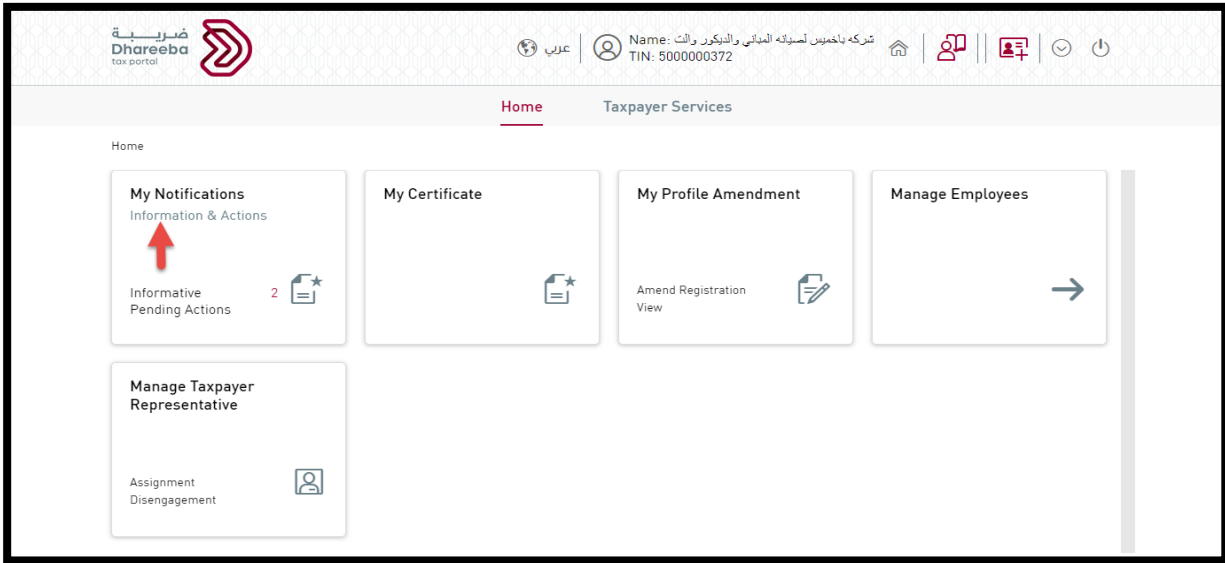 ضريبة
Dhareeba
tax portal
عربي
Name: شركه باخميس لصيانه المباني والديكور والت
TIN: 5000000372
Home
Taxpayer Services
Home
My Notifications
Information & Actions
Informative 2
Pending Actions
My Certificate
My Profile Amendment
Amend Registration
View
Manage Employees
Manage Taxpayer
Representative
Assignment
Disengagement